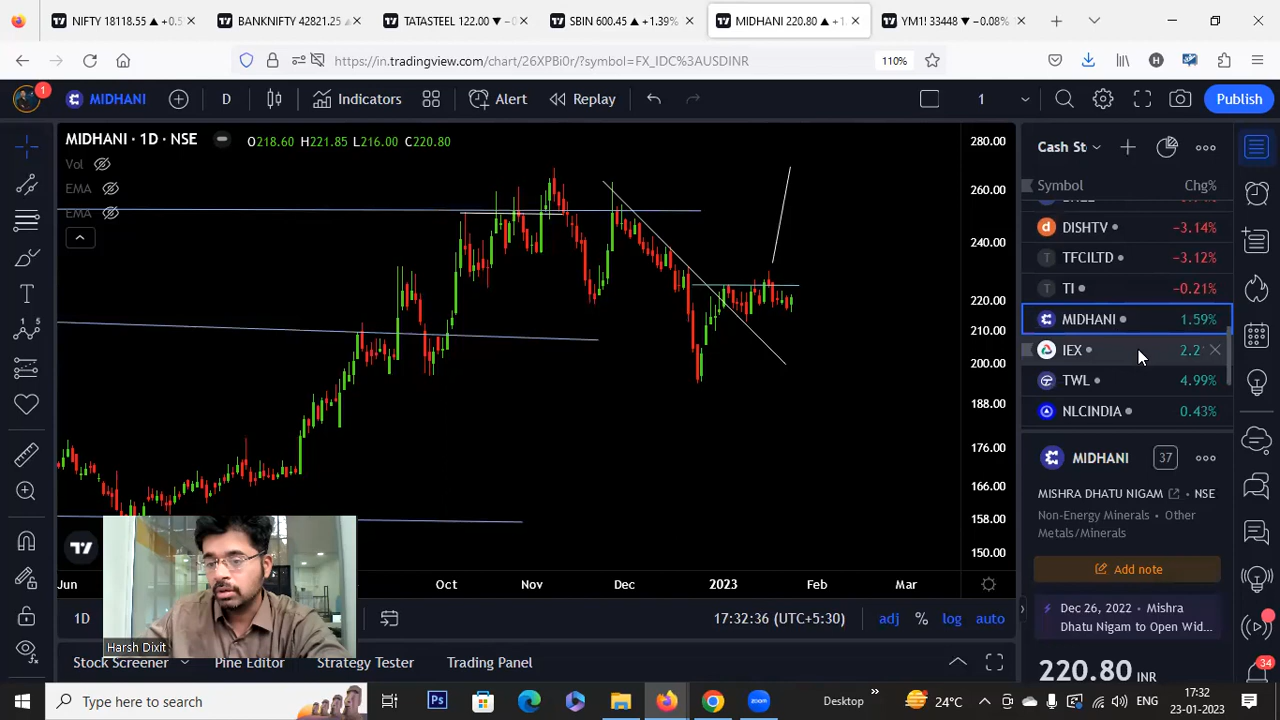 NIFTY 18118.55 ▲ +0.5
BANKNIFTY 42821.25 ▲
TATASTEEL 122.00 ▼ −0.
SBIN 600.45 ▲ +1.39%
MIDHANI 220.80 ▲ +1.
YM1! 33448 ▼ −0.08%
https://in.tradingview.com/chart/26XPBi0r/?symbol=FX_IDC%3AUSDINR
110%
1
MIDHANI
D
Indicators
Alert
Replay
1
Publish
MIDHANI · 1D · NSE
O218.60 H221.85 L216.00 C220.80
Vol
EMA
EMA
280.00
260.00
240.00
220.00
210.00
200.00
188.00
176.00
166.00
158.00
150.00
Jun
Oct
Nov
Dec
2023
Feb
Mar
Cash St
Symbol
Chg%
DISHTV
−3.14%
TFCILTD
−3.12%
TI
−0.21%
MIDHANI
1.59%
IEX
2.2
TWL
4.99%
NLCINDIA
0.43%
MIDHANI
37
MISHRA DHATU NIGAM • NSE
Non-Energy Minerals • Other
Metals/Minerals
Add note
Dec 26, 2022 • Mishra
Dhatu Nigam to Open Wid...
220.80 INR
1D
17:32:36 (UTC+5:30)
adj
%
log
auto
Harsh Dixit
Stock Screener
Pine Editor
Strategy Tester
Trading Panel
34
Type here to search
Ps
Desktop
24°C
ENG
17:32
23-01-2023